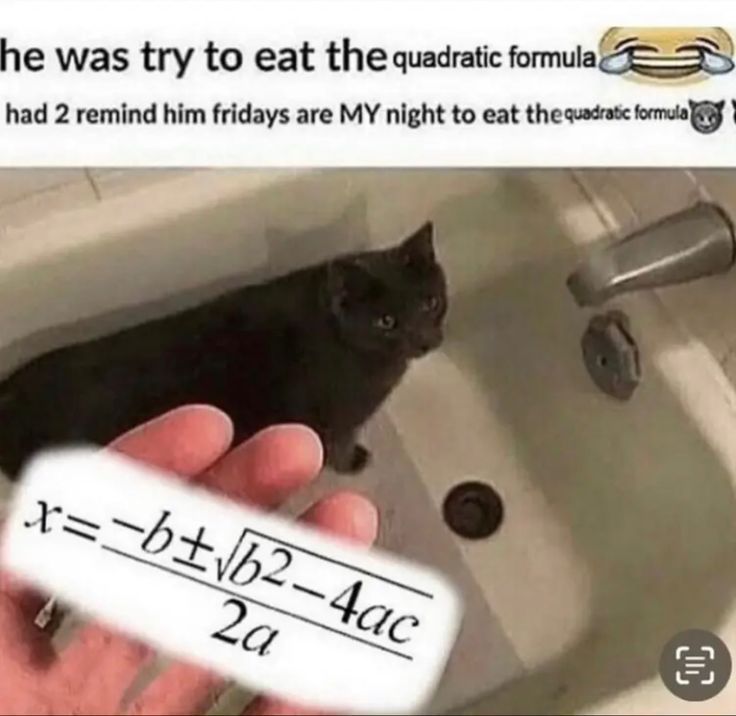 he was try to eat the quadratic formula😂
had 2 remind him fridays are MY night to eat the quadratic formula😈
x=-b±√b2-4ac
2a